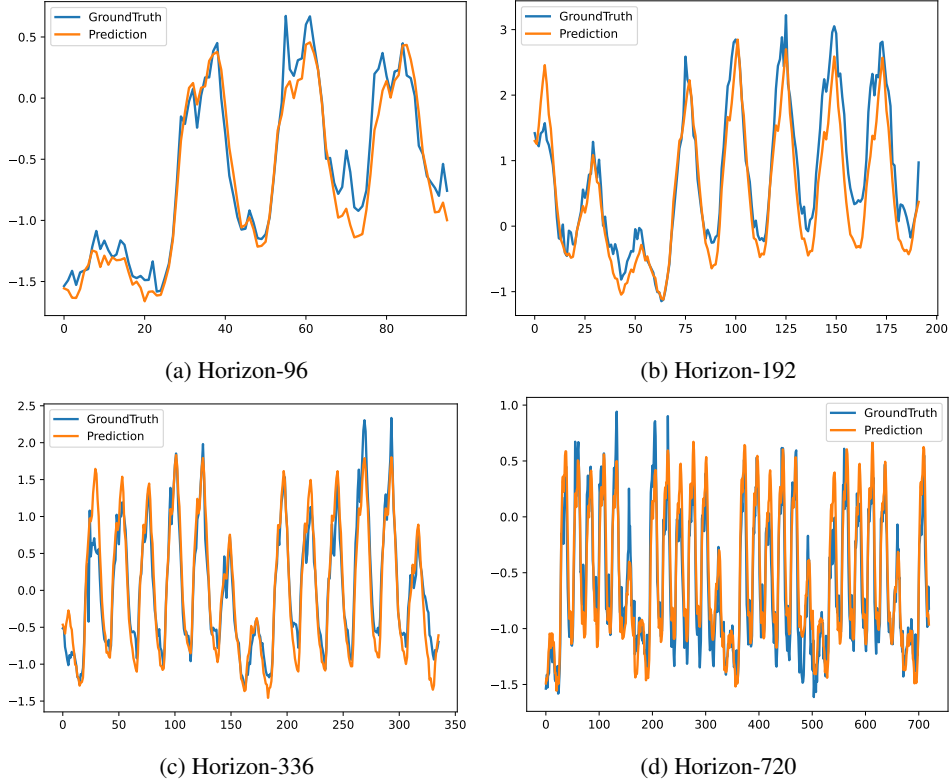 GroundTruth
Prediction
0.5
0.0
−0.5
−1.0
−1.5
0 20 40 60 80
(a) Horizon-96
GroundTruth
Prediction
3
2
1
0
−1
0 25 50 75 100 125 150 175 200
(b) Horizon-192
GroundTruth
Prediction
2.5
2.0
1.5
1.0
0.5
0.0
−0.5
−1.0
−1.5
0 50 100 150 200 250 300 350
(c) Horizon-336
GroundTruth
Prediction
1.0
0.5
0.0
−0.5
−1.0
−1.5
0 100 200 300 400 500 600 700
(d) Horizon-720